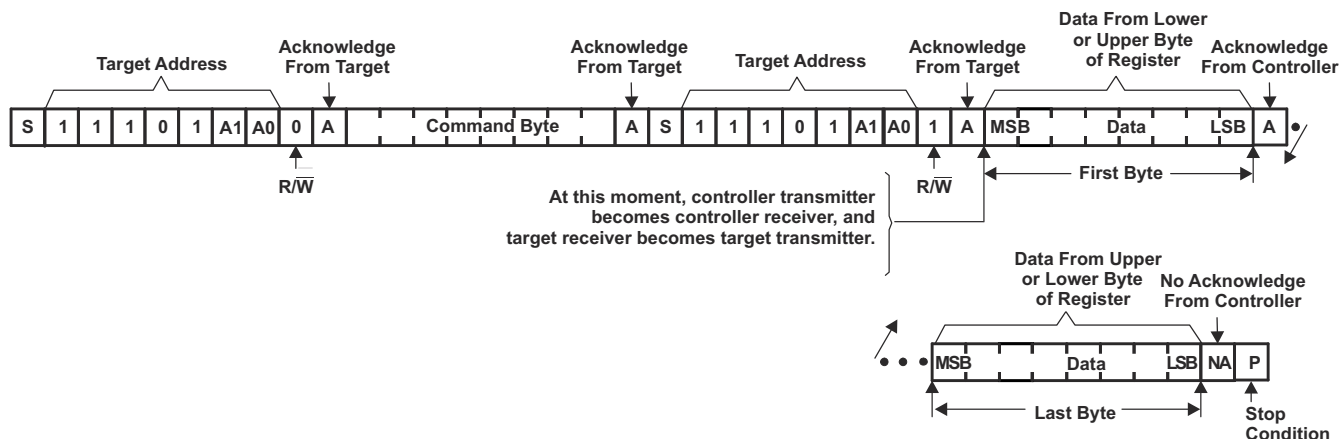 Data From Lower
or Upper Byte
of Register
Acknowledge
From Controller
Acknowledge
From Target
Target Address
Acknowledge
From Target
Target Address
Acknowledge
From Target
S 1 1 1 0 1 A1 A0 0 A Command Byte A S 1 1 1 0 1 A1 A0 1 A MSB Data LSB A
R/W̅
R/W̅
First Byte
At this moment, controller transmitter
becomes controller receiver, and
target receiver becomes target transmitter.
Data From Upper
or Lower Byte
of Register
No Acknowledge
From Controller
MSB Data LSB NA P
Last Byte
Stop
Condition